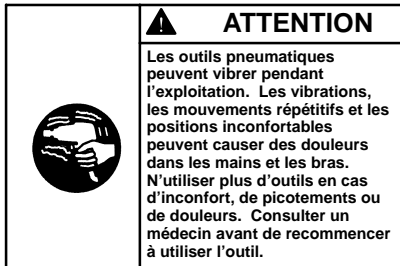 ATTENTION
Les outils pneumatiques
peuvent vibrer pendant
l'exploitation. Les vibrations,
les mouvements répétitifs et les
positions inconfortables
peuvent causer des douleurs
dans les mains et les bras.
N'utiliser plus d'outils en cas
d'inconfort, de picotements ou
de douleurs. Consulter un
médecin avant de recommencer
à utiliser l'outil.